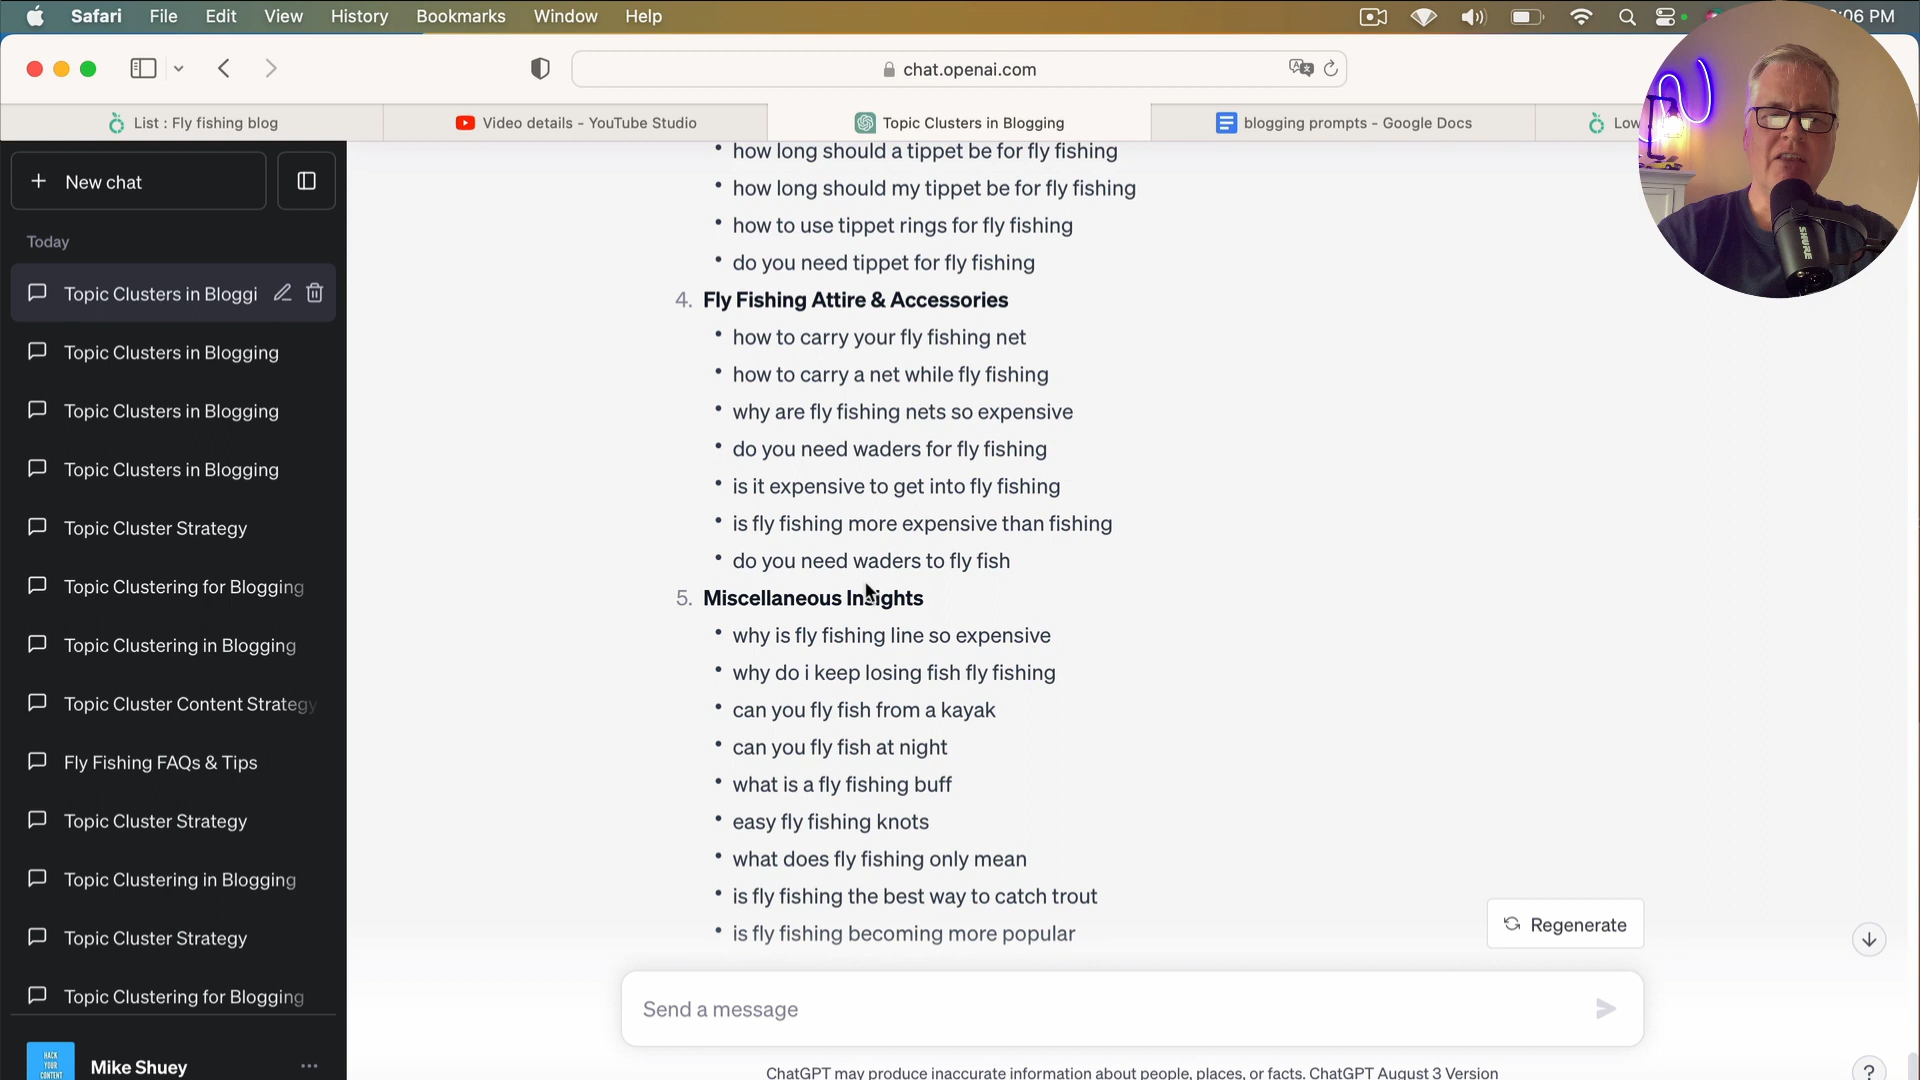 Safari File Edit View History Bookmarks Window Help :06 PM
chat.openai.com
List : Fly fishing blog
Video details - YouTube Studio
Topic Clusters in Blogging
blogging prompts - Google Docs
Low
New chat
Today
Topic Clusters in Bloggi
Topic Clusters in Blogging
Topic Clusters in Blogging
Topic Clusters in Blogging
Topic Cluster Strategy
Topic Clustering for Blogging
Topic Clustering in Blogging
Topic Cluster Content Strategy
Fly Fishing FAQs & Tips
Topic Cluster Strategy
Topic Clustering in Blogging
Topic Cluster Strategy
Topic Clustering for Blogging
HACK
YOUR
CONTENT
Mike Shuey
• how long should a tippet be for fly fishing
• how long should my tippet be for fly fishing
• how to use tippet rings for fly fishing
• do you need tippet for fly fishing
4. Fly Fishing Attire & Accessories
• how to carry your fly fishing net
• how to carry a net while fly fishing
• why are fly fishing nets so expensive
• do you need waders for fly fishing
• is it expensive to get into fly fishing
• is fly fishing more expensive than fishing
• do you need waders to fly fish
5. Miscellaneous Insights
• why is fly fishing line so expensive
• why do i keep losing fish fly fishing
• can you fly fish from a kayak
• can you fly fish at night
• what is a fly fishing buff
• easy fly fishing knots
• what does fly fishing only mean
• is fly fishing the best way to catch trout
• is fly fishing becoming more popular
Regenerate
Send a message
ChatGPT may produce inaccurate information about people, places, or facts. ChatGPT August 3 Version
?
SHURE